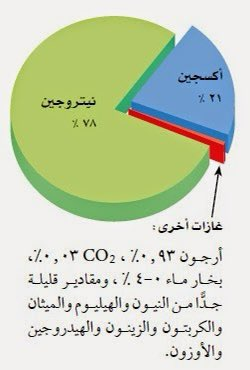 أكسجين
٢١ ٪
نيتروجين
٧٨ ٪
غازات أخرى:
أرجون ٠,٩٣٪ ، CO₂ ٠,٠٣٪،
بخار ماء ٠-٤ ٪ ، ومقادير قليلة
جدًّا من النيون والهيليوم والميثان
والكربتون والزينون والهيدروجين
والأوزون.